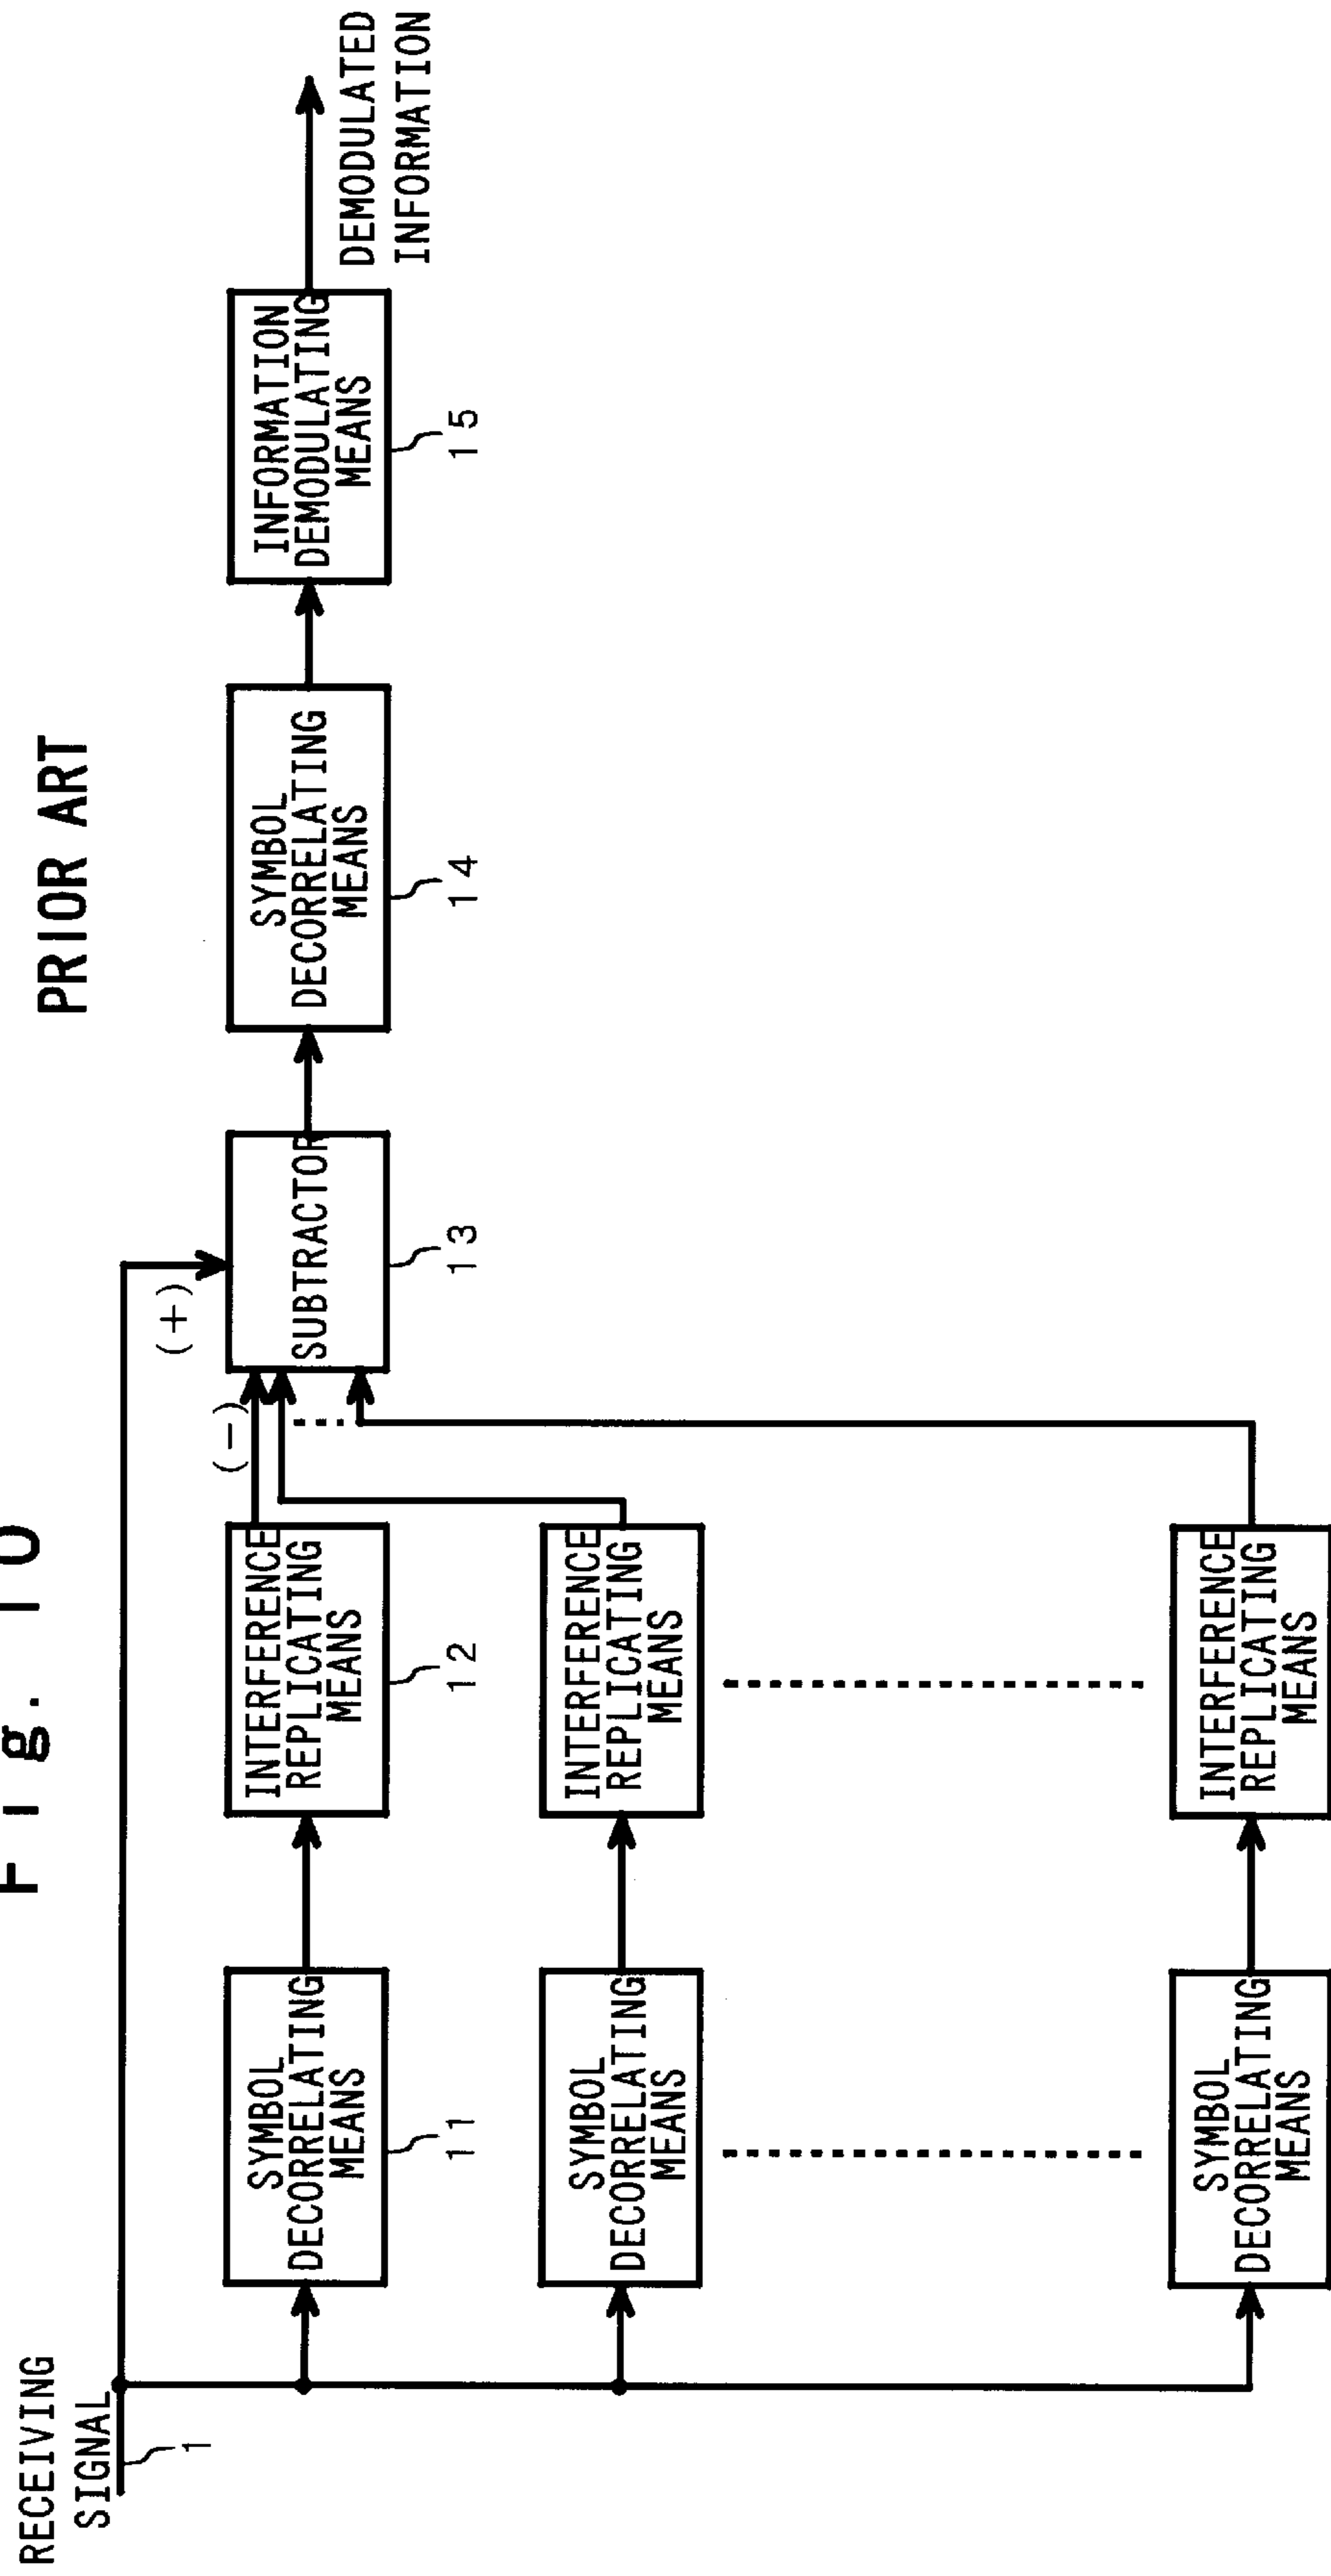 Fig. 10
PRIOR ART
RECEIVING
SIGNAL
1
(+)
(-)
SYMBOL
DECORRELATING
MEANS
11
INTERFERENCE
REPLICATING
MEANS
12
SUBTRACTOR
13
SYMBOL
DECORRELATING
MEANS
14
INFORMATION
DEMODULATING
MEANS
15
DEMODULATED
INFORMATION
SYMBOL
DECORRELATING
MEANS
INTERFERENCE
REPLICATING
MEANS
SYMBOL
DECORRELATING
MEANS
INTERFERENCE
REPLICATING
MEANS